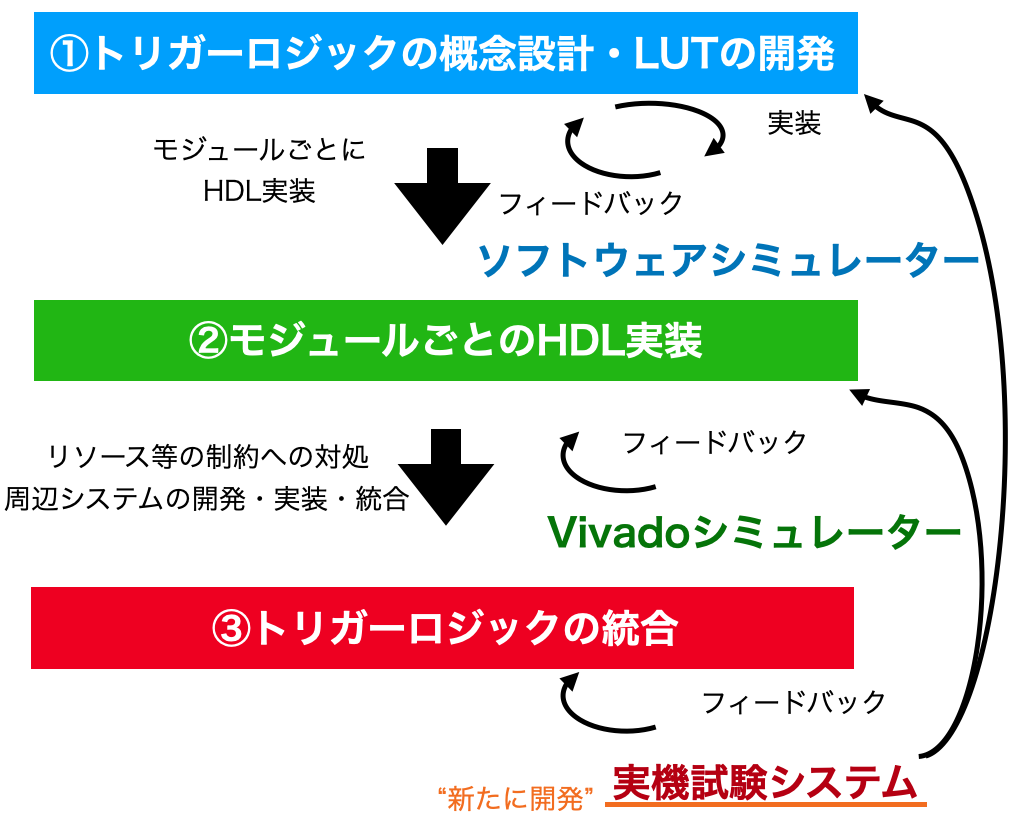 ①トリガーロジックの概念設計・LUTの開発
実装
モジュールごとに
HDL実装
フィードバック
ソフトウェアシミュレーター
②モジュールごとのHDL実装
フィードバック
リソース等の制約への対処
周辺システムの開発・実装・統合
Vivadoシミュレーター
③トリガーロジックの統合
フィードバック
実機試験システム
“新たに開発”